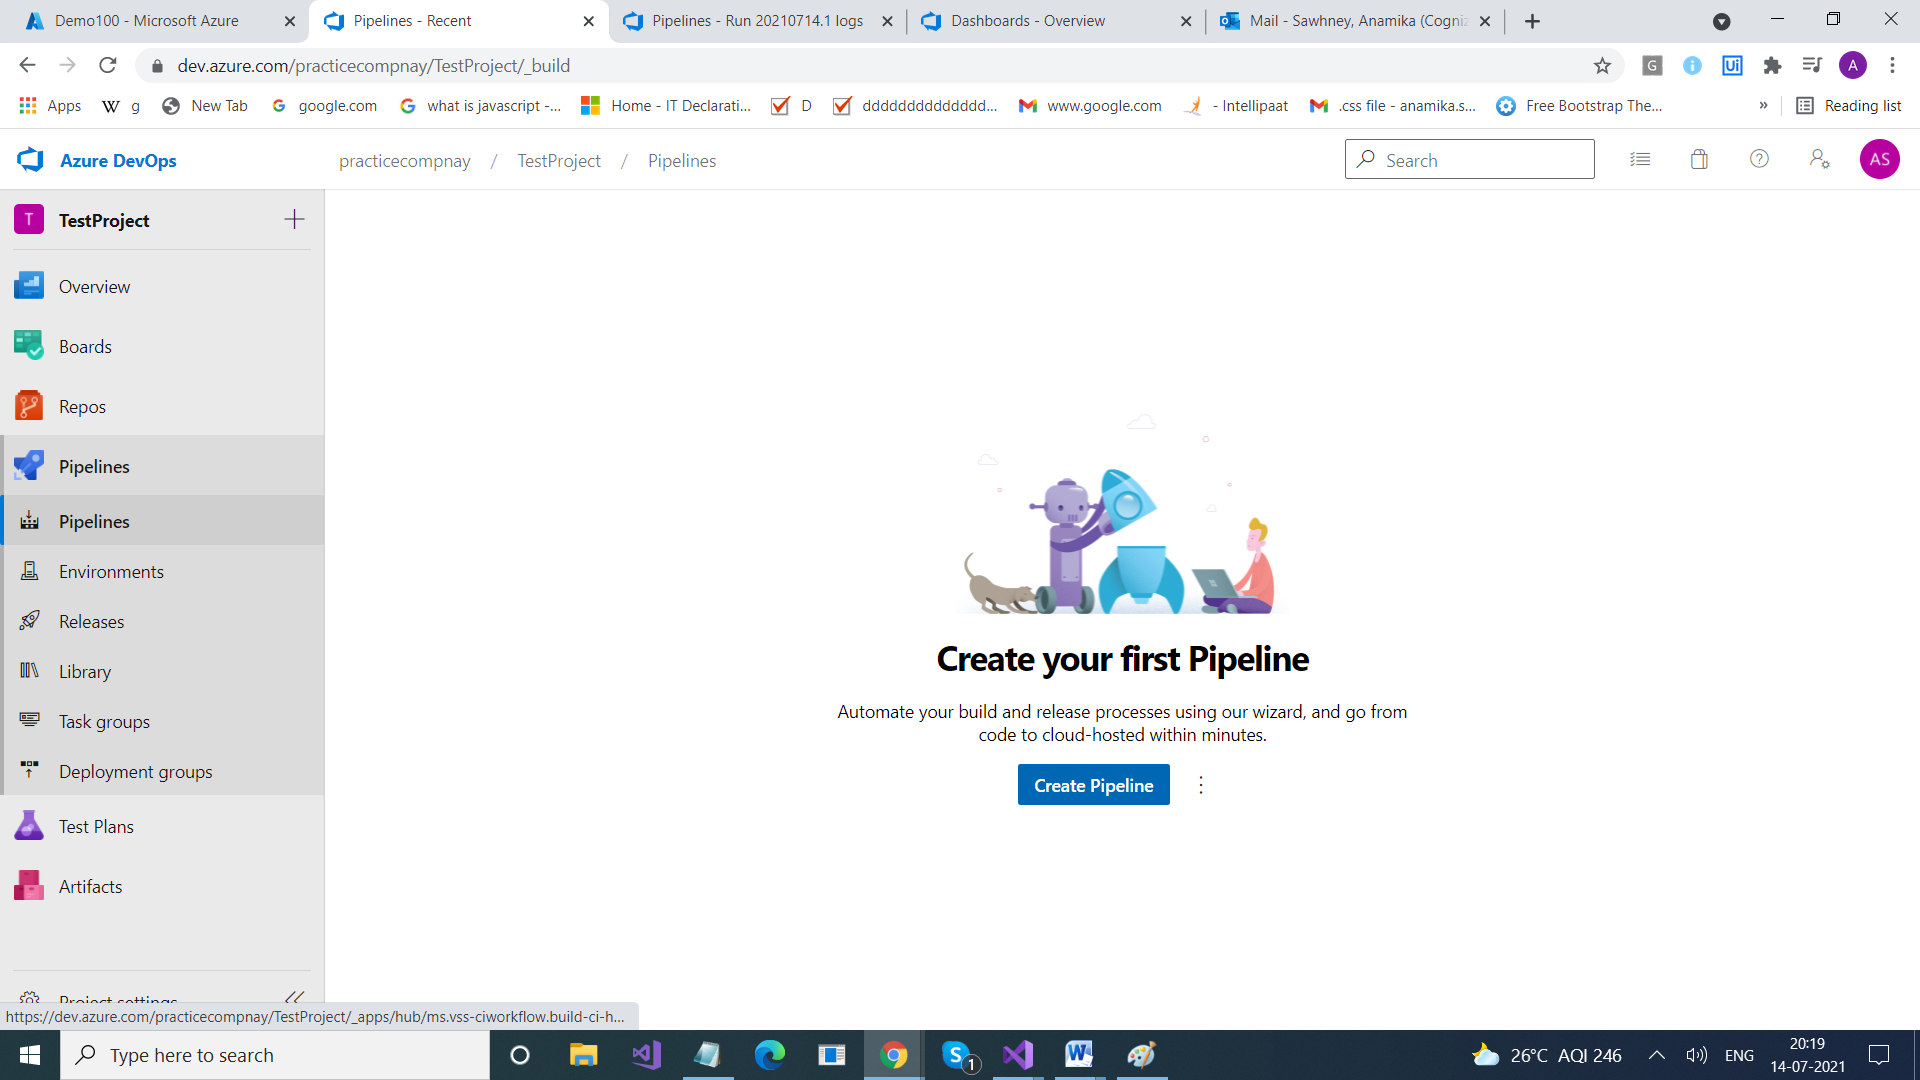 Demo100 - Microsoft Azure
Pipelines - Recent
Pipelines - Run 20210714.1 logs
Dashboards - Overview
Mail - Sawhney, Anamika (Cogniz
dev.azure.com/practicecompnay/TestProject/_build
G
Ui
A
Apps
W g
New Tab
google.com
what is javascript -...
Home - IT Declarati...
D
dddddddddddddd...
www.google.com
- Intellipaat
.css file - anamika.s...
Free Bootstrap The...
»
Reading list
Azure DevOps
practicecompnay / TestProject / Pipelines
Search
AS
T TestProject
Overview
Boards
Repos
Pipelines
Pipelines
Environments
Releases
Library
Task groups
Deployment groups
Test Plans
Artifacts
Project settings
Create your first Pipeline
Automate your build and release processes using our wizard, and go from
code to cloud-hosted within minutes.
Create Pipeline
https://dev.azure.com/practicecompnay/TestProject/_apps/hub/ms.vss-ciworkflow.build-ci-h...
Type here to search
S 1
W
26°C AQI 246
ENG
20:19
14-07-2021